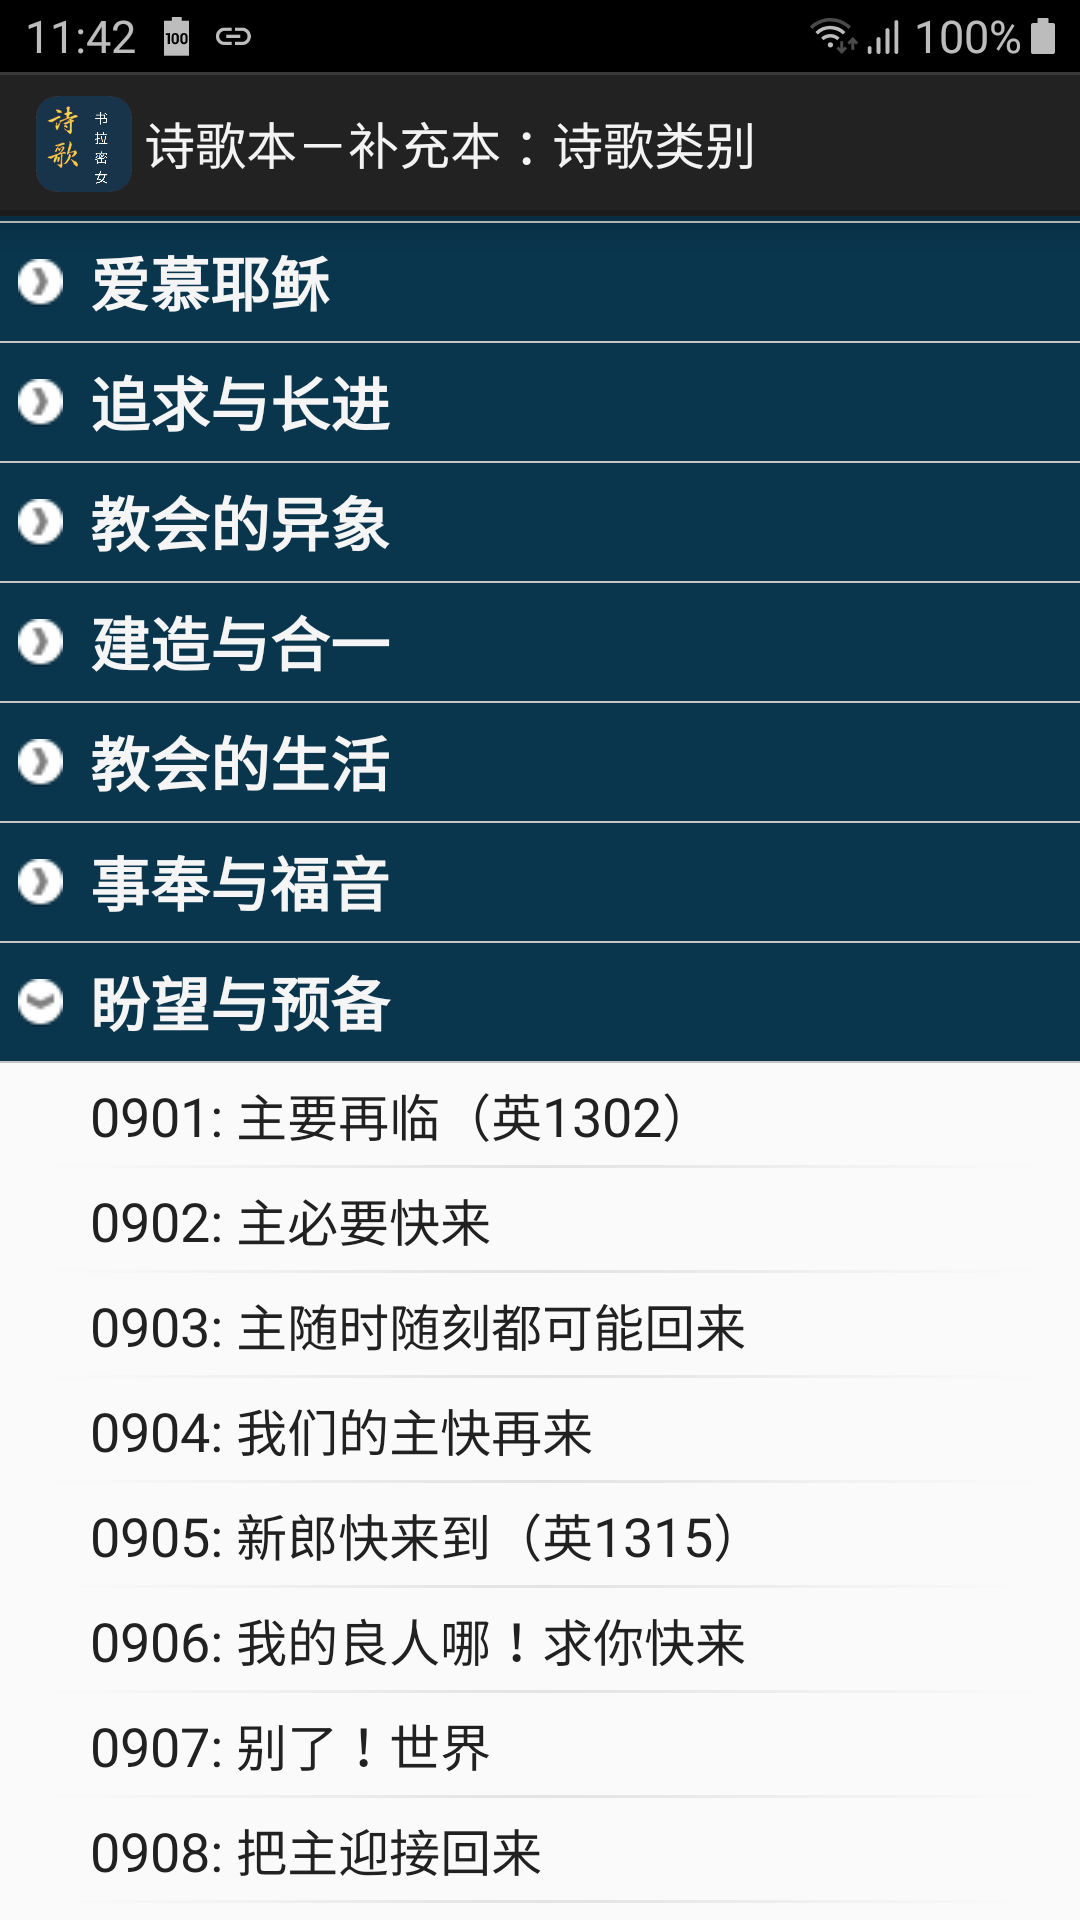 11:42
100
100%
诗歌
书拉密女
诗歌本－补充本：诗歌类别
爱慕耶稣
追求与长进
教会的异象
建造与合一
教会的生活
事奉与福音
盼望与预备
0901: 主要再临（英1302）
0902: 主必要快来
0903: 主随时随刻都可能回来
0904: 我们的主快再来
0905: 新郎快来到（英1315）
0906: 我的良人哪！求你快来
0907: 别了！世界
0908: 把主迎接回来